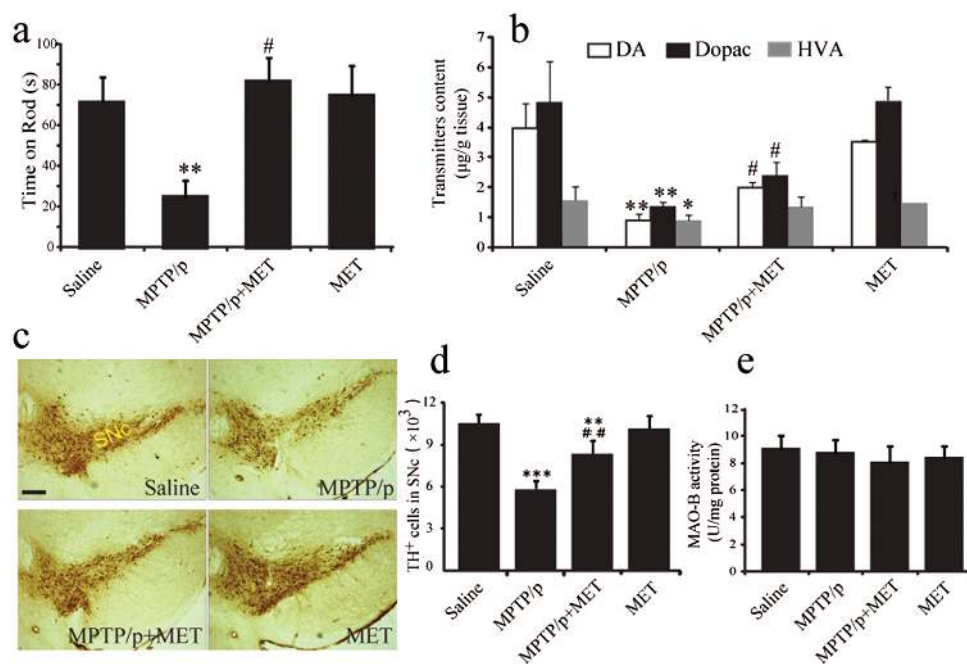 a
Time on Rod (s)
100
80
60
40
20
0
**
#
Saline
MPTP/p
MPTP/p+MET
MET
b
DA
Dopac
HVA
Transmitters content
(µg/g tissue)
7
6
5
4
3
2
1
0
**
**
*
#
#
Saline
MPTP/p
MPTP/p+MET
MET
c
SNc
Saline
MPTP/p
MPTP/p+MET
MET
d
TH⁺ cells in SNc ( ×10³ )
12
9
6
3
0
***
**
##
Saline
MPTP/p
MPTP/p+MET
MET
e
MAO-B activity
(U/mg protein)
12
10
8
6
4
2
0
Saline
MPTP/p
MPTP/p+MET
MET